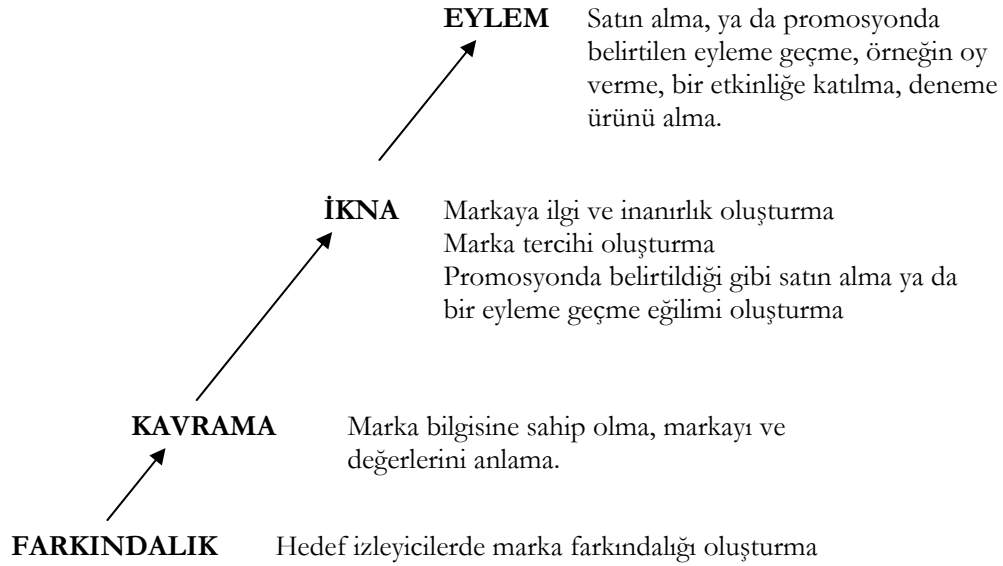 EYLEM Satın alma, ya da promosyonda
belirtilen eyleme geçme, örneğin oy
verme, bir etkinliğe katılma, deneme
ürünü alma.
İKNA Markaya ilgi ve inanırlık oluşturma
Marka tercihi oluşturma
Promosyonda belirtildiği gibi satın alma ya da
bir eyleme geçme eğilimi oluşturma
KAVRAMA Marka bilgisine sahip olma, markayı ve
değerlerini anlama.
FARKINDALIK Hedef izleyicilerde marka farkındalığı oluşturma